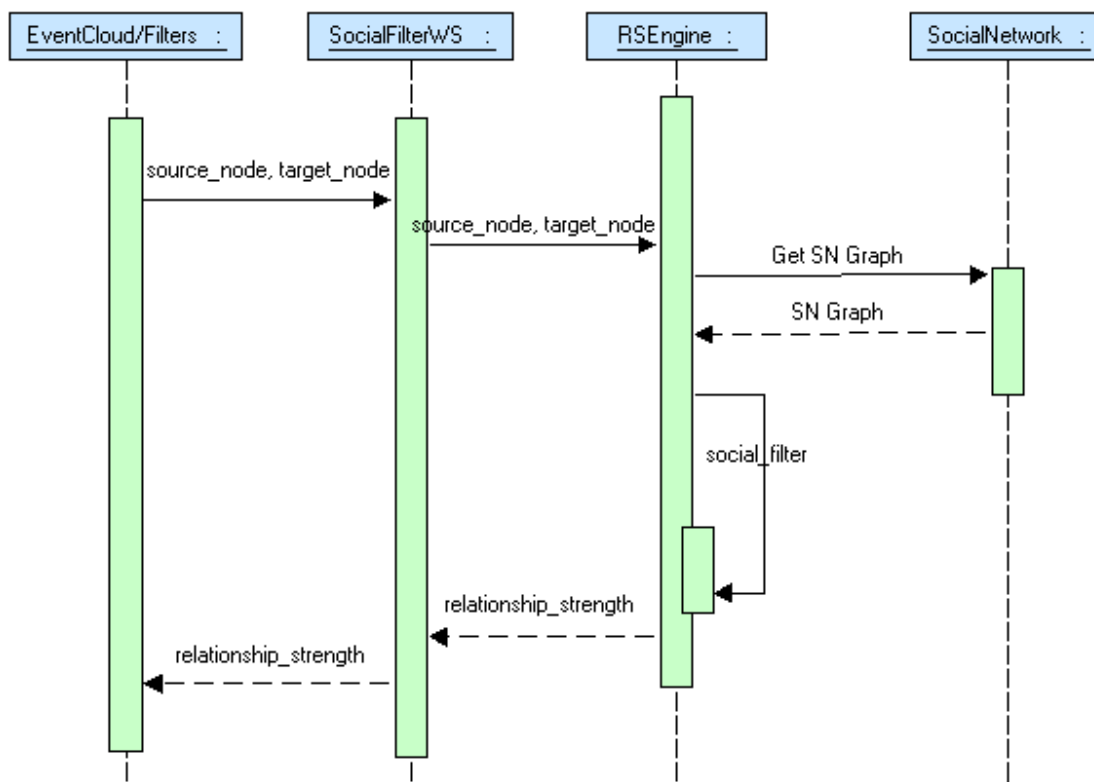 EventCloud/Filters :
SocialFilterWS :
RSEngine :
SocialNetwork :
source_node, target_node
source_node, target_node
Get SN Graph
SN Graph
social_filter
relationship_strength
relationship_strength